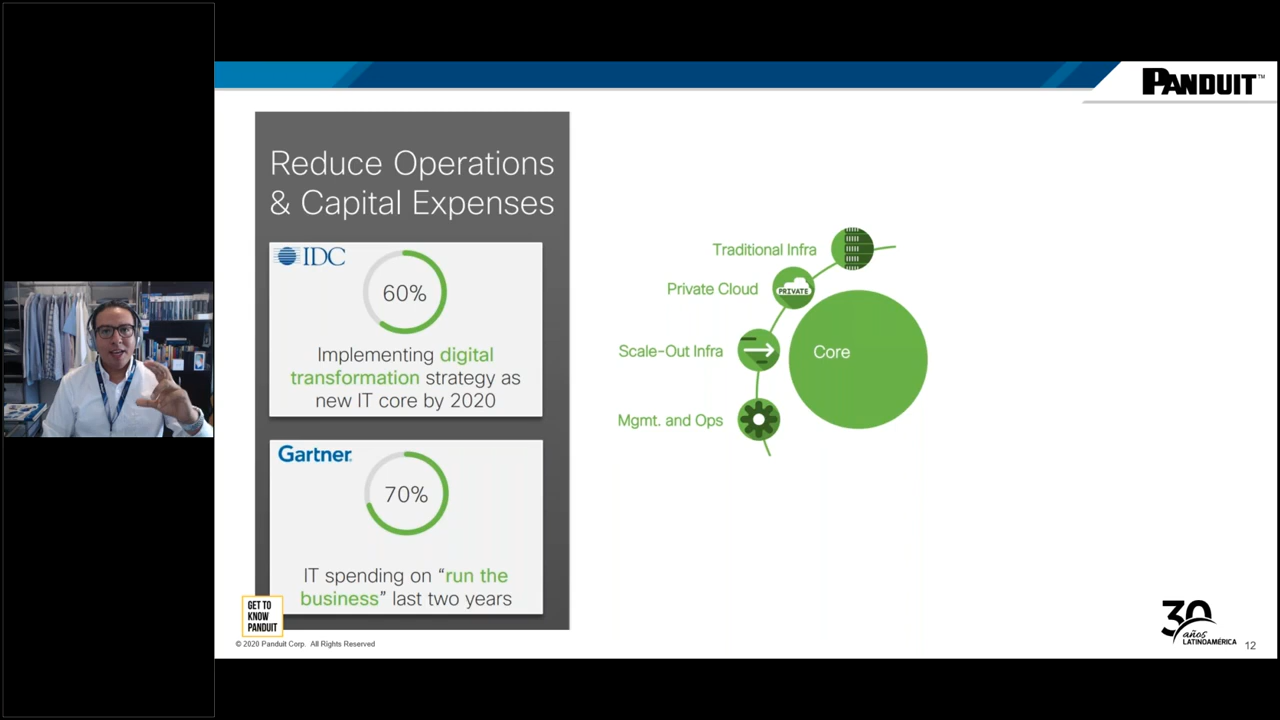 PANDUIT™
Reduce Operations
& Capital Expenses
IDC
60%
Implementing digital
transformation strategy as
new IT core by 2020
Gartner
70%
IT spending on “run the
business” last two years
Traditional Infra
Private Cloud
PRIVATE
Scale-Out Infra
Mgmt. and Ops
Core
GET TO
KNOW
PANDUIT
© 2020 Panduit Corp. All Rights Reserved
30
años
LATINOAMÉRICA
12